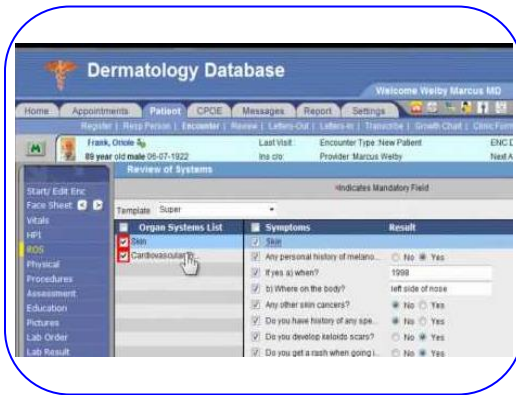 Dermatology Database
Welcome Welby Marcus MD
Home Appointments Patient CPOE Messages Report Settings
Register | Resp Person | Encounter | Review | Letters-Out | Letters-In | Transcribe | Growth Chart | Clinic Form
Frank, Oriole Last Visit: Encounter Type: New Patient ENC D
89 year old male 06-07-1922 Ins c/o: Provider: Marcus Welby Next A
Review of Systems
*Indicates Mandatory Field
Start/ Edit Enc
Face Sheet
Template Super
Vitals
HPI
ROS
Physical
Procedures
Assessment
Education
Pictures
Lab Order
Lab Result
Organ Systems List Symptoms Result
Skin Skin
Cardiovascular Any personal history of melano... No Yes
If yes a) when? 1998
b) Where on the body? left side of nose
Any other skin cancers? No Yes
Do you have history of any spe... No Yes
Do you develop keloids scars? No Yes
Do you get a rash when going i... No Yes